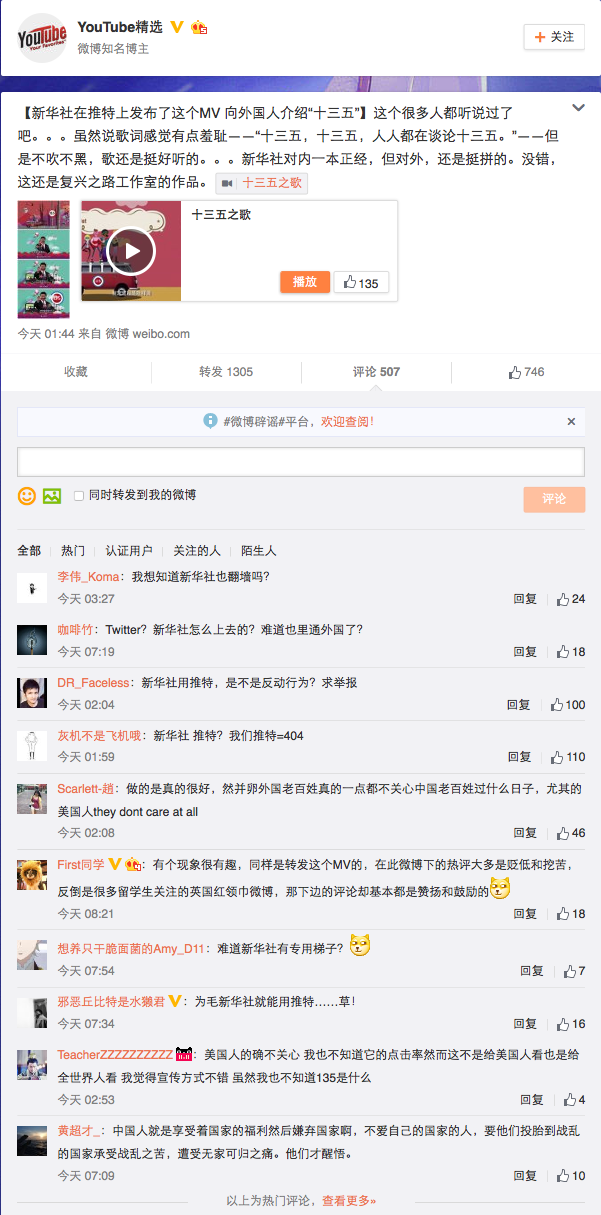 YouTube
Your Favorites
YouTube精选
微博知名博主
+ 关注
【新华社在推特上发布了这个MV 向外国人介绍“十三五”】这个很多人都听说过了
吧。。。虽然说歌词感觉有点羞耻——“十三五，十三五，人人都在谈论十三五。”——但
是不吹不黑，歌还是挺好听的。。。新华社对内一本正经，但对外，还是挺拼的。没错，
这还是复兴之路工作室的作品。 十三五之歌
十三五之歌
播放 135
今天 01:44 来自 微博 weibo.com
收藏 转发 1305 评论 507 746
#微博辟谣#平台，欢迎查阅！ ×
同时转发到我的微博 评论
全部 热门 认证用户 关注的人 陌生人
李伟_Koma：我想知道新华社也翻墙吗？
今天 03:27 回复 24
咖啡竹：Twitter？新华社怎么上去的？难道也里通外国了？
今天 07:19 回复 18
DR_Faceless：新华社用推特，是不是反动行为？求举报
今天 02:04 回复 100
灰机不是飞机哦：新华社 推特？我们推特=404
今天 01:59 回复 110
Scarlett-趙：做的是真的很好，然并卵外国老百姓真的一点都不关心中国老百姓过什么日子，尤其的
美国人they dont care at all
今天 02:08 回复 46
First同学：有个现象很有趣，同样是转发这个MV的，在此微博下的热评大多是贬低和挖苦，
反倒是很多留学生关注的英国红领巾微博，那下边的评论却基本都是赞扬和鼓励的
今天 08:21 回复 18
想养只干脆面菌的Amy_D11：难道新华社有专用梯子？
今天 07:54 回复 7
邪恶丘比特是水獭君：为毛新华社就能用推特……草！
今天 07:34 回复 16
TeacherZZZZZZZZZZ：美国人的确不关心 我也不知道它的点击率然而这不是给美国人看也是给
全世界人看 我觉得宣传方式不错 虽然我也不知道135是什么
今天 02:53 回复 4
黄超才_：中国人就是享受着国家的福利然后嫌弃国家啊，不爱自己的国家的人，要他们投胎到战乱
的国家承受战乱之苦，遭受无家可归之痛。他们才醒悟。
今天 07:09 回复 10
以上为热门评论，查看更多»